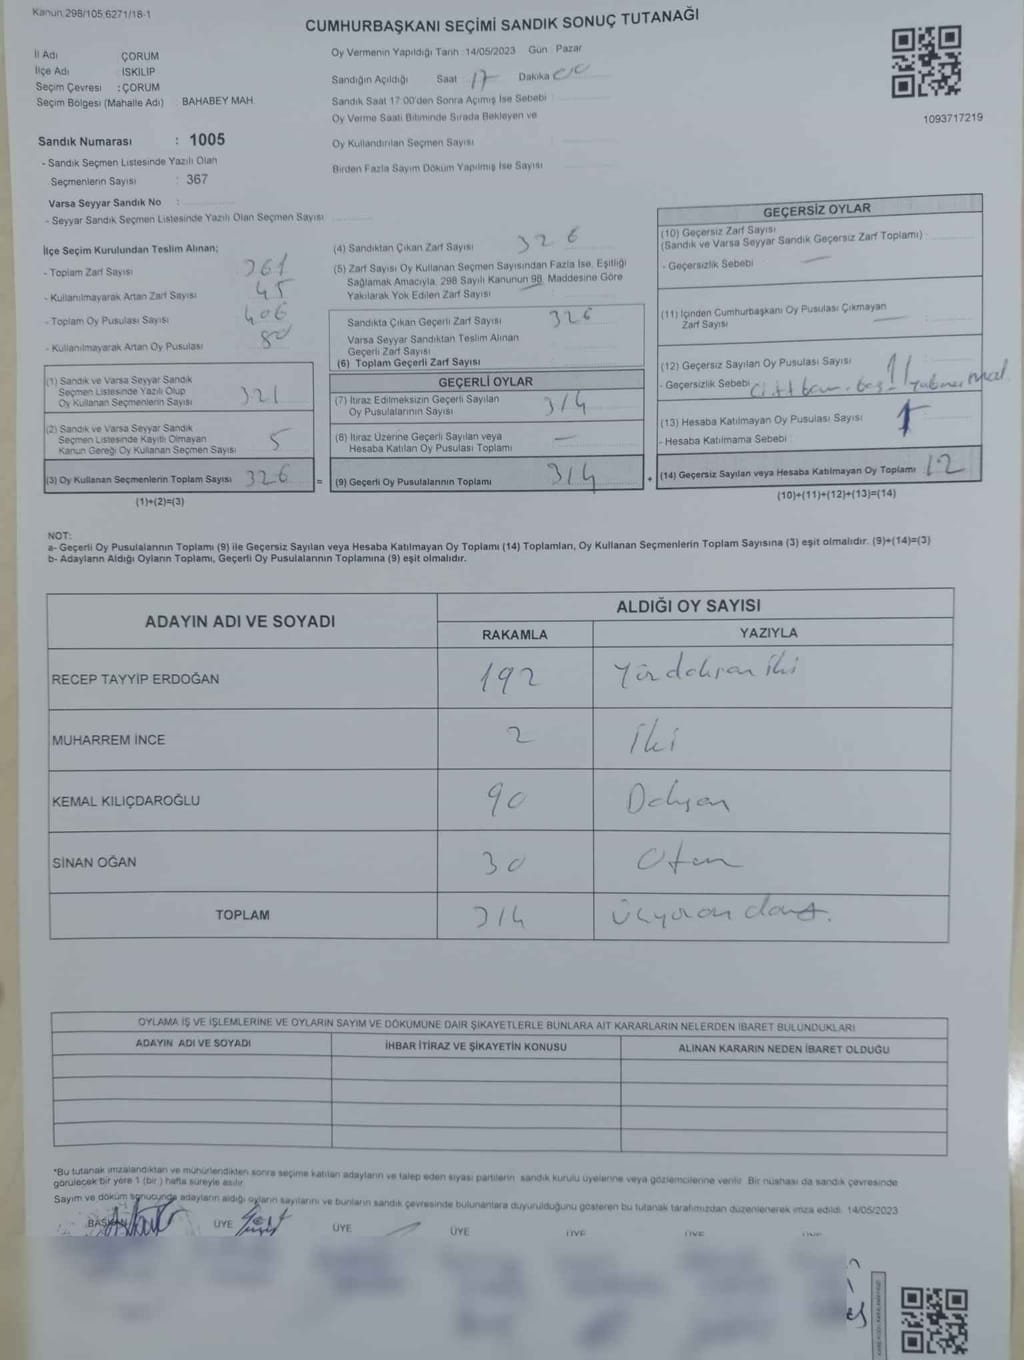 Kanun:298/105;6271/18-1
CUMHURBAŞKANI SEÇİMİ SANDIK SONUÇ TUTANAĞI
İl Adı ÇORUM
İlçe Adı İSKİLİP
Seçim Çevresi : ÇORUM
Seçim Bölgesi (Mahalle Adı) BAHABEY MAH.
Sandık Numarası : 1005
- Sandık Seçmen Listesinde Yazılı Olan
Seçmenlerin Sayısı : 367
Varsa Seyyar Sandık No :
- Seyyar Sandık Seçmen Listesinde Yazılı Olan Seçmen Sayısı
Oy Vermenin Yapıldığı Tarih : 14/05/2023 Gün : Pazar
Sandığın Açıldığı Saat 17 Dakika 00
Sandık Saat 17:00'den Sonra Açılmış İse Sebebi
Oy Verme Saati Bitiminde Sırada Bekleyen ve
Oy Kullandırılan Seçmen Sayısı
Birden Fazla Sayım Döküm Yapılmış İse Sayısı
1093717219
İlçe Seçim Kurulundan Teslim Alınan;
- Toplam Zarf Sayısı
- Kullanılmayarak Artan Zarf Sayısı 45
- Toplam Oy Pusulası Sayısı 406
- Kullanılmayarak Artan Oy Pusulası 80
(1) Sandık ve Varsa Seyyar Sandık
Seçmen Listesinde Yazılı Olup
Oy Kullanan Seçmenlerin Sayısı 321
(2) Sandık ve Varsa Seyyar Sandık
Seçmen Listesinde Kayıtlı Olmayan
Kanun Gereği Oy Kullanan Seçmen Sayısı 5
(3) Oy Kullanan Seçmenlerin Toplam Sayısı 326
(1)+(2)=(3)
(4) Sandıktan Çıkan Zarf Sayısı 326
(5) Zarf Sayısı Oy Kullanan Seçmen Sayısından Fazla İse, Eşitliği
Sağlamak Amacıyla, 298 Sayılı Kanunun 98. Maddesine Göre
Yakılarak Yok Edilen Zarf Sayısı
Sandıkta Çıkan Geçerli Zarf Sayısı 326
Varsa Seyyar Sandıktan Teslim Alınan
Geçerli Zarf Sayısı
(6) Toplam Geçerli Zarf Sayısı
GEÇERLİ OYLAR
(7) İtiraz Edilmeksizin Geçerli Sayılan
Oy Pusulalarının Sayısı 314
(8) İtiraz Üzerine Geçerli Sayılan veya
Hesaba Katılan Oy Pusulası Toplamı —
= (9) Geçerli Oy Pusulalarının Toplamı 314
GEÇERSİZ OYLAR
(10) Geçersiz Zarf Sayısı
(Sandık ve Varsa Seyyar Sandık Geçersiz Zarf Toplamı)
- Geçersizlik Sebebi —
(11) İçinden Cumhurbaşkanı Oy Pusulası Çıkmayan
Zarf Sayısı —
(12) Geçersiz Sayılan Oy Pusulası Sayısı 11
- Geçersizlik Sebebi
(13) Hesaba Katılmayan Oy Pusulası Sayısı 1
- Hesaba Katılmama Sebebi
+ (14) Geçersiz Sayılan veya Hesaba Katılmayan Oy Toplamı 12
(10)+(11)+(12)+(13)=(14)
NOT:
a- Geçerli Oy Pusulalarının Toplamı (9) ile Geçersiz Sayılan veya Hesaba Katılmayan Oy Toplamı (14) Toplamları, Oy Kullanan Seçmenlerin Toplam Sayısına (3) eşit olmalıdır. (9)+(14)=(3)
b- Adayların Aldığı Oyların Toplamı, Geçerli Oy Pusulalarının Toplamına (9) eşit olmalıdır.
ADAYIN ADI VE SOYADI ALDIĞI OY SAYISI
RAKAMLA YAZIYLA
RECEP TAYYİP ERDOĞAN 192 Yüzdoksan iki
MUHARREM İNCE 2 İki
KEMAL KILIÇDAROĞLU 90 Doksan
SİNAN OĞAN 30 Otuz
TOPLAM 314 Üçyüzon dört.
OYLAMA İŞ VE İŞLEMLERİNE VE OYLARIN SAYIM VE DÖKÜMÜNE DAİR ŞİKAYETLERLE BUNLARA AİT KARARLARIN NELERDEN İBARET BULUNDUKLARI
ADAYIN ADI VE SOYADI İHBAR İTİRAZ VE ŞİKAYETİN KONUSU ALINAN KARARIN NEDEN İBARET OLDUĞU
*Bu tutanak imzalandıktan ve mühürlendikten sonra seçime katılan adayların ve talep eden siyasi partilerin sandık kurulu üyelerine veya gözlemcilerine verilir. Bir nüshası da sandık çevresinde
görülecek bir yere 1 (bir ) hafta süreyle asılır.
Sayım ve döküm sonucunda adayların aldığı oyların sayılarını ve bunların sandık çevresinde bulunanlara duyurulduğunu gösteren bu tutanak tarafımızdan düzenlenerek imza edildi. 14/05/2023
BAŞKAN ÜYE ÜYE ÜYE ÜYE ÜYE ÜYE